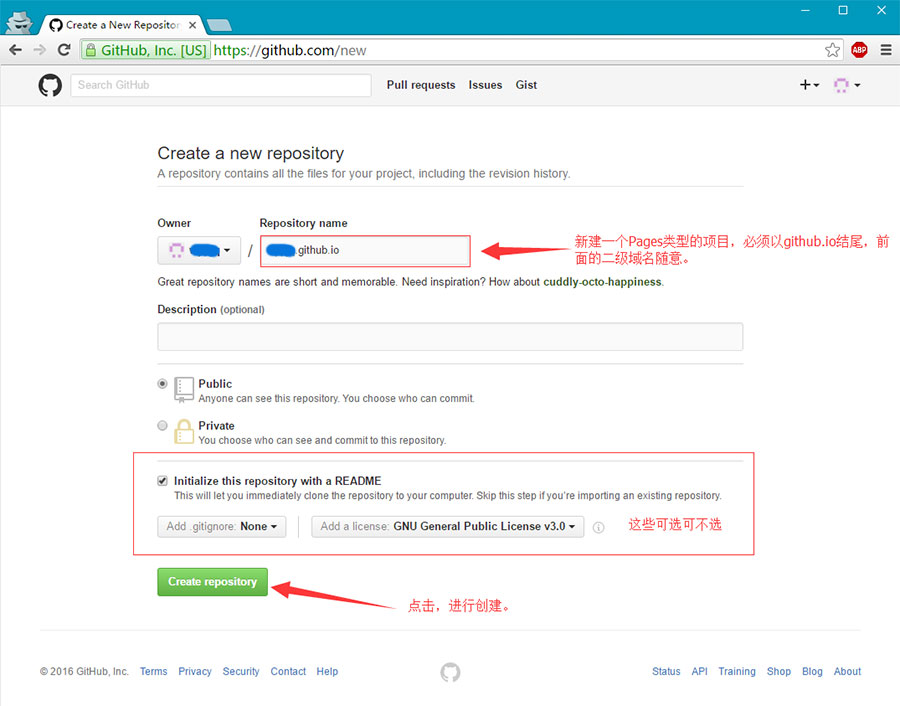 Create a New Repositor
GitHub, Inc. [US] https://github.com/new
ABP
Search GitHub
Pull requests Issues Gist
Create a new repository
A repository contains all the files for your project, including the revision history.
Owner Repository name
/ .github.io
新建一个Pages类型的项目，必须以github.io结尾，前
面的二级域名随意。
Great repository names are short and memorable. Need inspiration? How about cuddly-octo-happiness.
Description (optional)
Public
Anyone can see this repository. You choose who can commit.
Private
You choose who can see and commit to this repository.
Initialize this repository with a README
This will let you immediately clone the repository to your computer. Skip this step if you're importing an existing repository.
Add .gitignore: None Add a license: GNU General Public License v3.0 这些可选可不选
Create repository
点击，进行创建。
© 2016 GitHub, Inc. Terms Privacy Security Contact Help Status API Training Shop Blog About